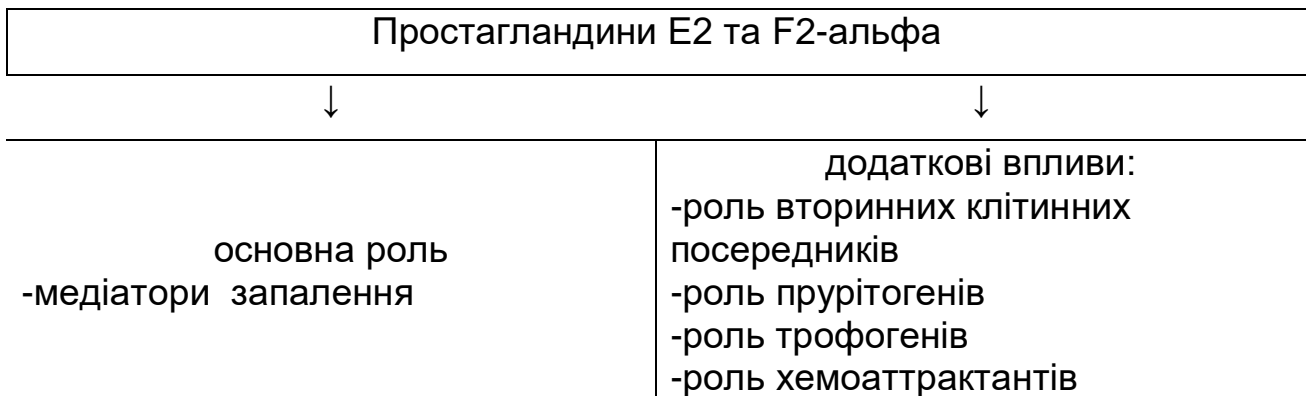 Простагландини Е2 та F2-альфа
↓ ↓
основна роль
-медіатори запалення
додаткові впливи:
-роль вторинних клітинних
посередників
-роль прурітогенів
-роль трофогенів
-роль хемоаттрактантів